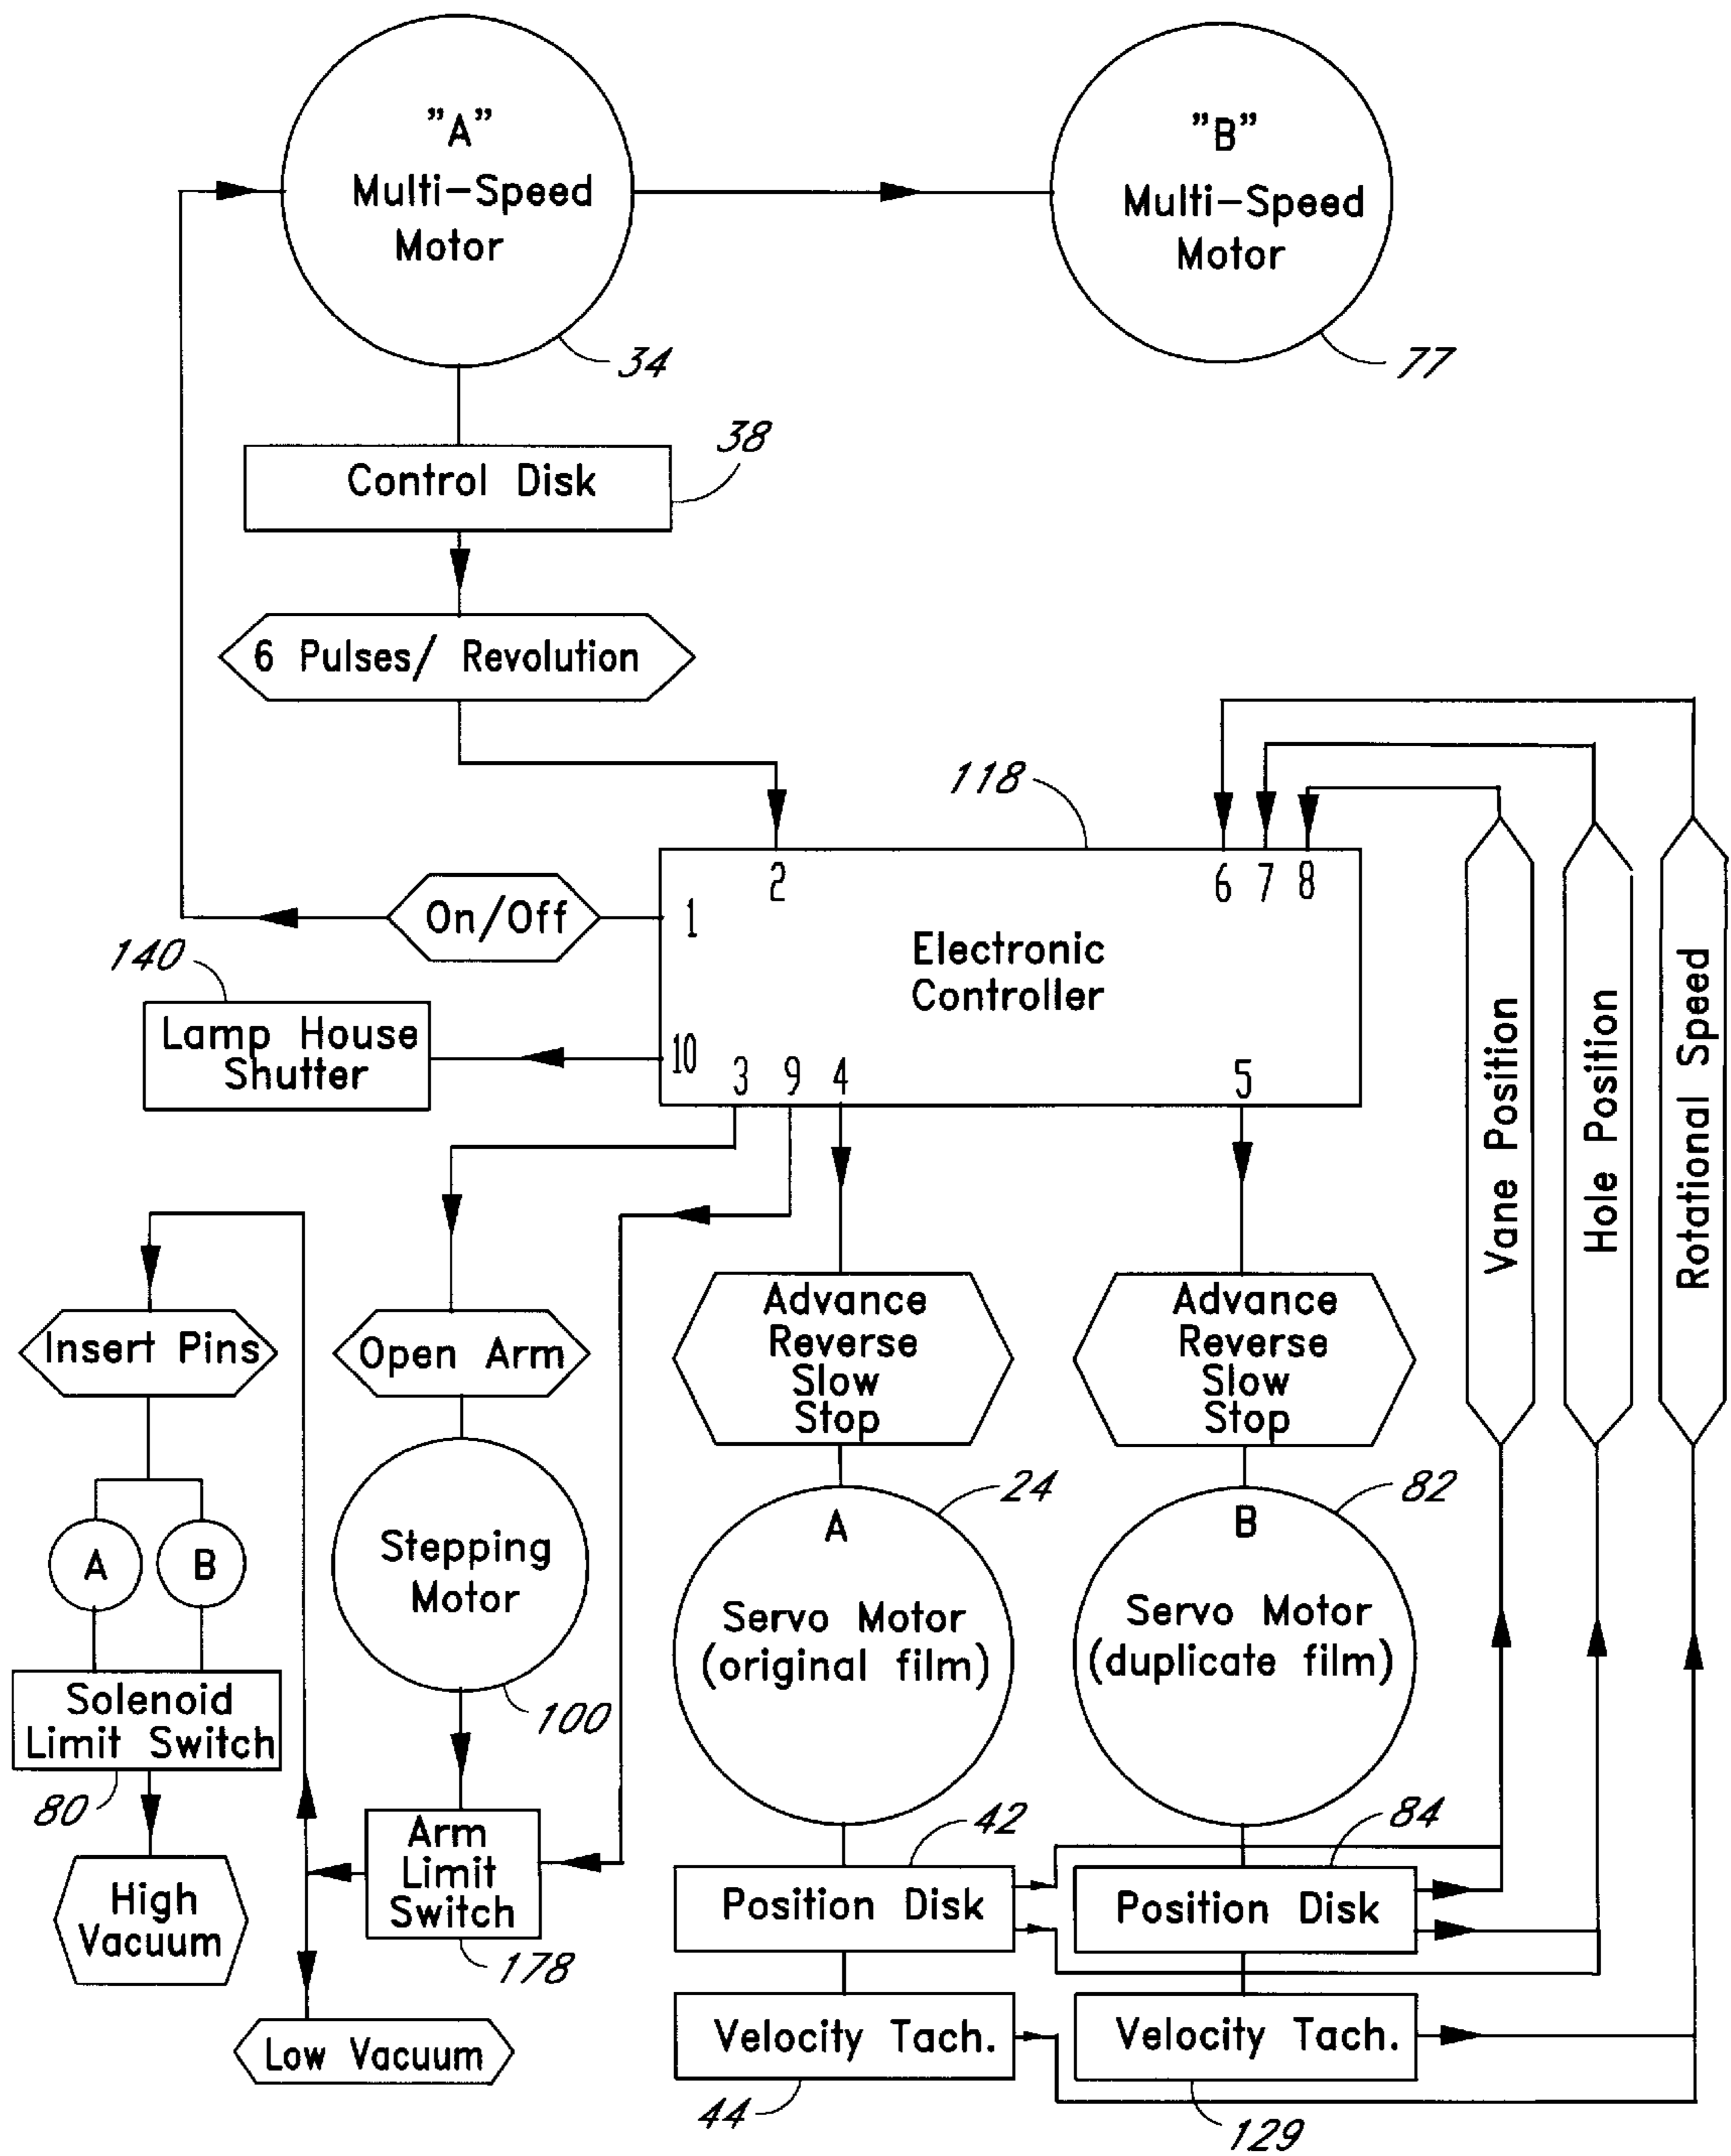 "A"
Multi-Speed
Motor
"B"
Multi-Speed
Motor
34
77
38
Control Disk
6 Pulses/ Revolution
118
2
6 7 8
1
On/Off
Electronic
Controller
140
Lamp House
Shutter
10
3 9 4
5
Vane Position
Hole Position
Rotational Speed
Insert Pins
Open Arm
Advance
Reverse
Slow
Stop
Advance
Reverse
Slow
Stop
A
B
Stepping
Motor
100
24
A
Servo Motor
(original film)
82
B
Servo Motor
(duplicate film)
Solenoid
Limit Switch
80
High
Vacuum
Arm
Limit
Switch
178
Low Vacuum
42
Position Disk
84
Position Disk
Velocity Tach.
44
Velocity Tach.
129